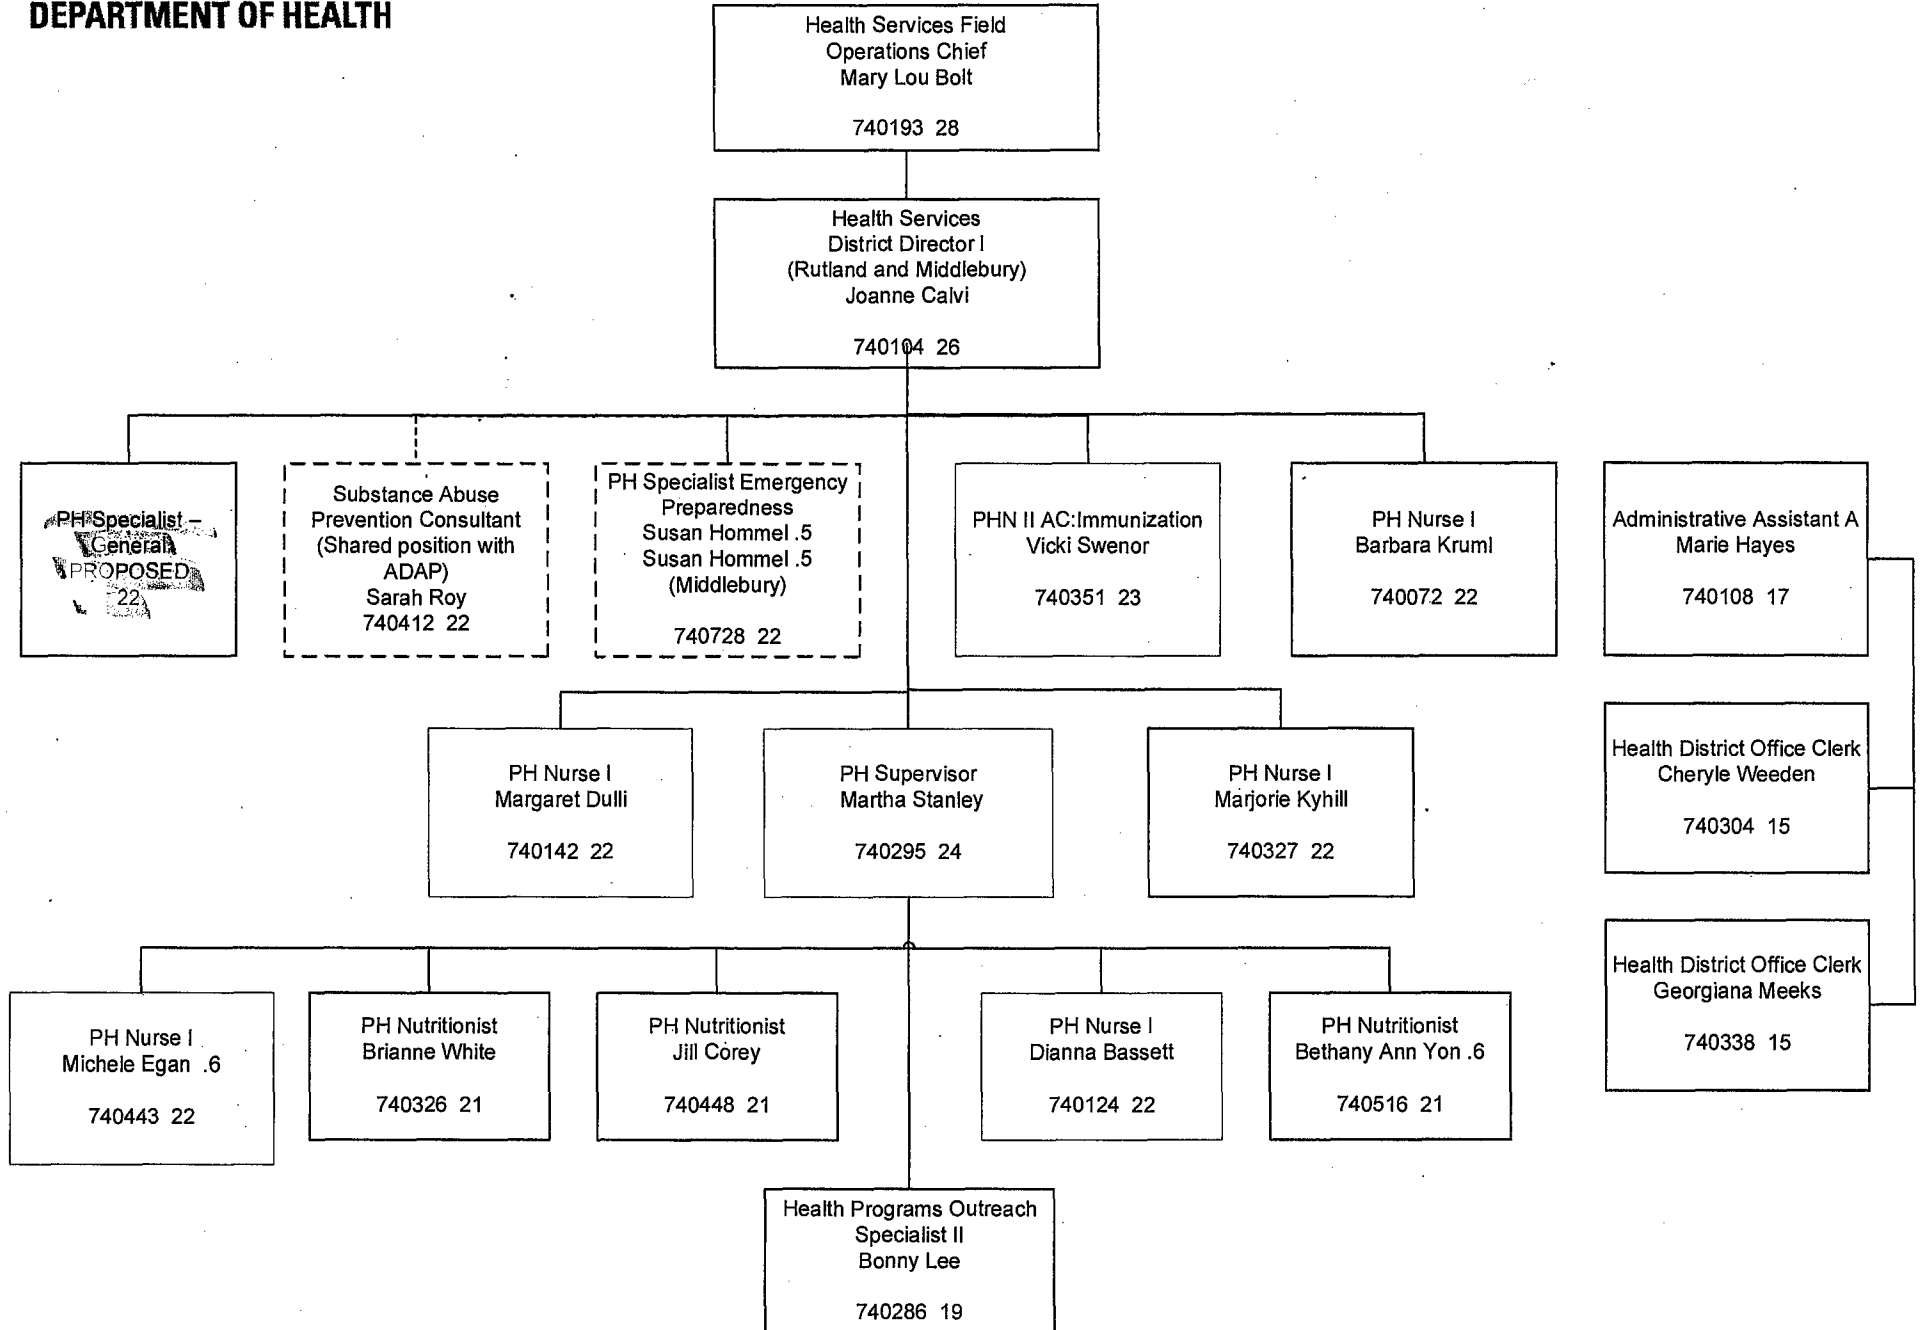 DEPARTMENT OF HEALTH
Health Services Field
Operations Chief
Mary Lou Bolt
740193 28
Health Services
District Director I
(Rutland and Middlebury)
Joanne Calvi
740104 26
PH Specialist –
General
PROPOSED
22
Substance Abuse
Prevention Consultant
(Shared position with
ADAP)
Sarah Roy
740412 22
PH Specialist Emergency
Preparedness
Susan Hommel .5
Susan Hommel .5
(Middlebury)
740728 22
PHN II AC:Immunization
Vicki Swenor
740351 23
PH Nurse I
Barbara Kruml
740072 22
Administrative Assistant A
Marie Hayes
740108 17
PH Nurse I
Margaret Dulli
740142 22
PH Supervisor
Martha Stanley
740295 24
PH Nurse I
Marjorie Kyhill
740327 22
Health District Office Clerk
Cheryle Weeden
740304 15
Health District Office Clerk
Georgiana Meeks
740338 15
PH Nurse I
Michele Egan .6
740443 22
PH Nutritionist
Brianne White
740326 21
PH Nutritionist
Jill Corey
740448 21
PH Nurse I
Dianna Bassett
740124 22
PH Nutritionist
Bethany Ann Yon .6
740516 21
Health Programs Outreach
Specialist II
Bonny Lee
740286 19